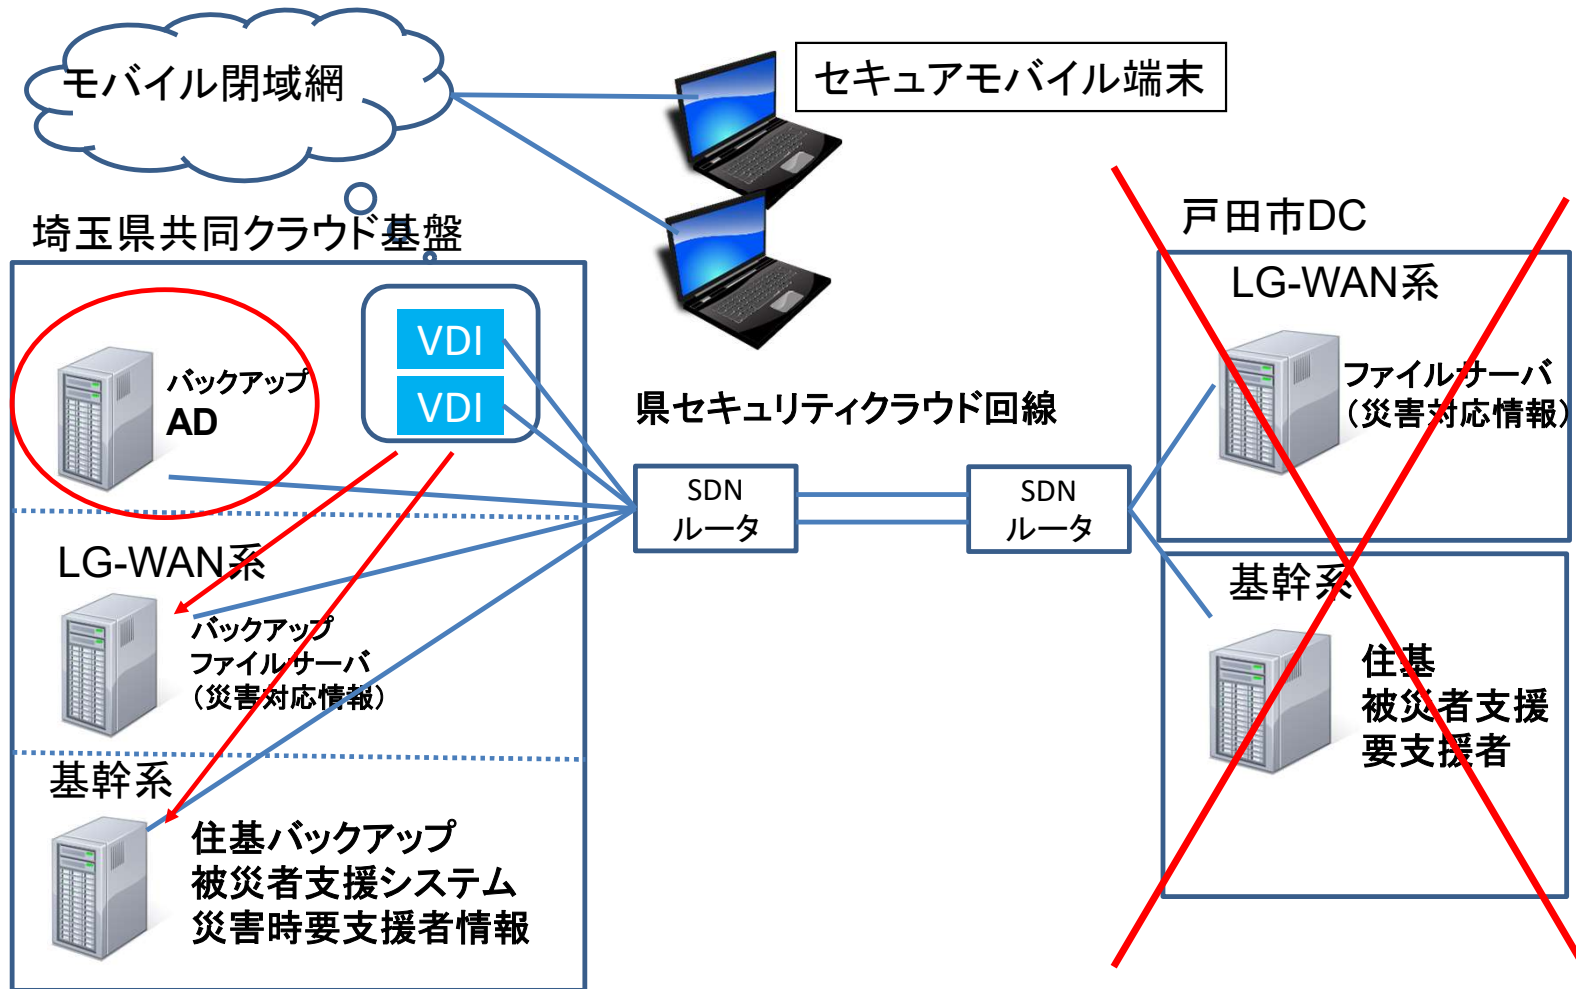 モバイル閉域網
セキュアモバイル端末
埼玉県共同クラウド基盤
戸田市DC
LG-WAN系
VDI
VDI
バックアップ
AD
ファイルサーバ
（災害対応情報）
県セキュリティクラウド回線
SDN
ルータ
SDN
ルータ
LG-WAN系
バックアップ
ファイルサーバ
（災害対応情報）
基幹系
住基
被災者支援
要支援者
基幹系
住基バックアップ
被災者支援システム
災害時要支援者情報